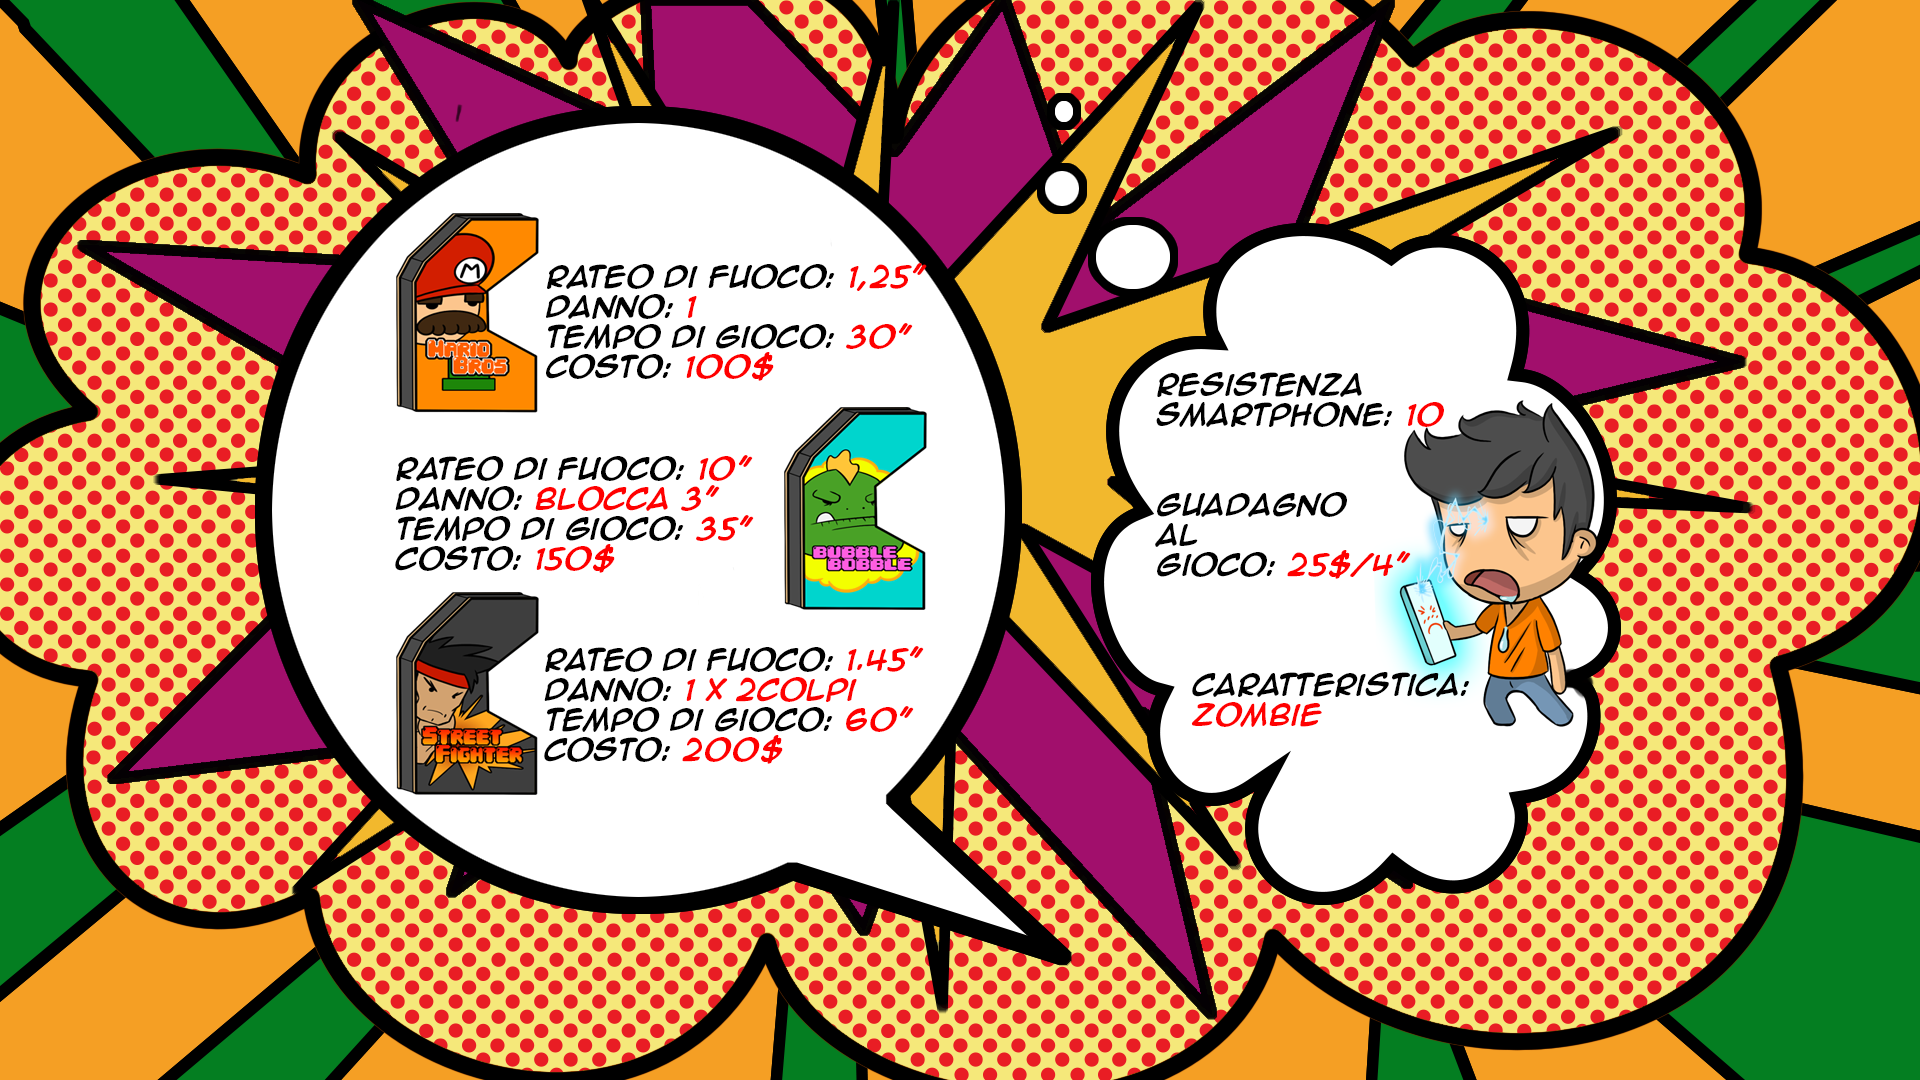 M
RATEO DI FUOCO: 1,25"
DANNO: 1
TEMPO DI GIOCO: 30"
COSTO: 100$
MARIO
BROS
RATEO DI FUOCO: 10"
DANNO: BLOCCA 3"
TEMPO DI GIOCO: 35"
COSTO: 150$
BUBBLE
BOBBLE
RATEO DI FUOCO: 1.45"
DANNO: 1 X 2COLPI
TEMPO DI GIOCO: 60"
COSTO: 200$
STREET
FIGHTER
RESISTENZA
SMARTPHONE: 10
GUADAGNO
AL
GIOCO: 25$/4"
CARATTERISTICA:
ZOMBIE